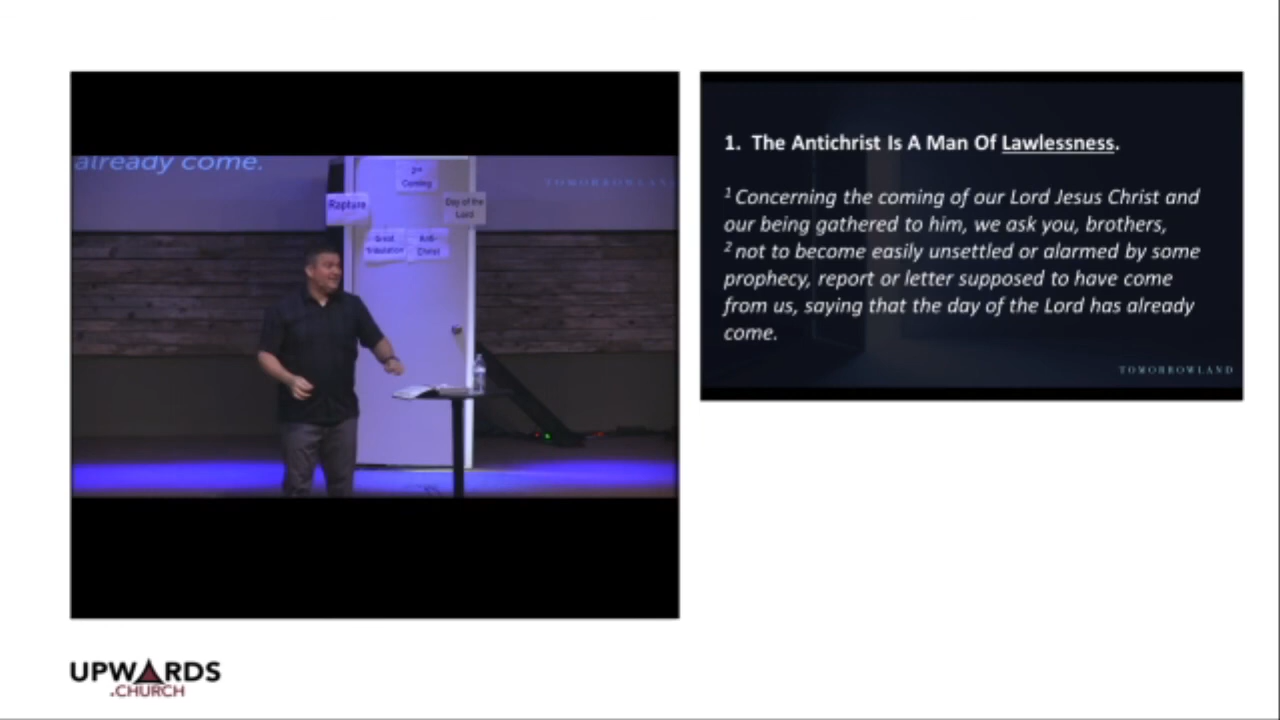 already come.
TOMORROWLAND
2nd
Coming
Rapture
Day of the
Lord
Great
Tribulation
Anti-
Christ
1. The Antichrist Is A Man Of Lawlessness.
1 Concerning the coming of our Lord Jesus Christ and
our being gathered to him, we ask you, brothers,
2 not to become easily unsettled or alarmed by some
prophecy, report or letter supposed to have come
from us, saying that the day of the Lord has already
come.
TOMORROWLAND
UPWARDS
.CHURCH